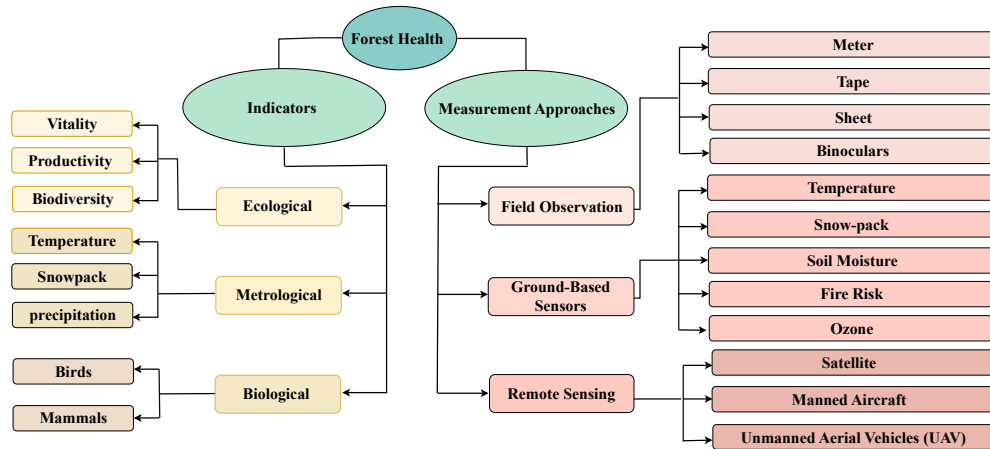 Forest Health
Indicators
Measurement Approaches
Vitality
Productivity
Biodiversity
Temperature
Snowpack
precipitation
Birds
Mammals
Ecological
Metrological
Biological
Field Observation
Ground-Based
Sensors
Remote Sensing
Meter
Tape
Sheet
Binoculars
Temperature
Snow-pack
Soil Moisture
Fire Risk
Ozone
Satellite
Manned Aircraft
Unmanned Aerial Vehicles (UAV)